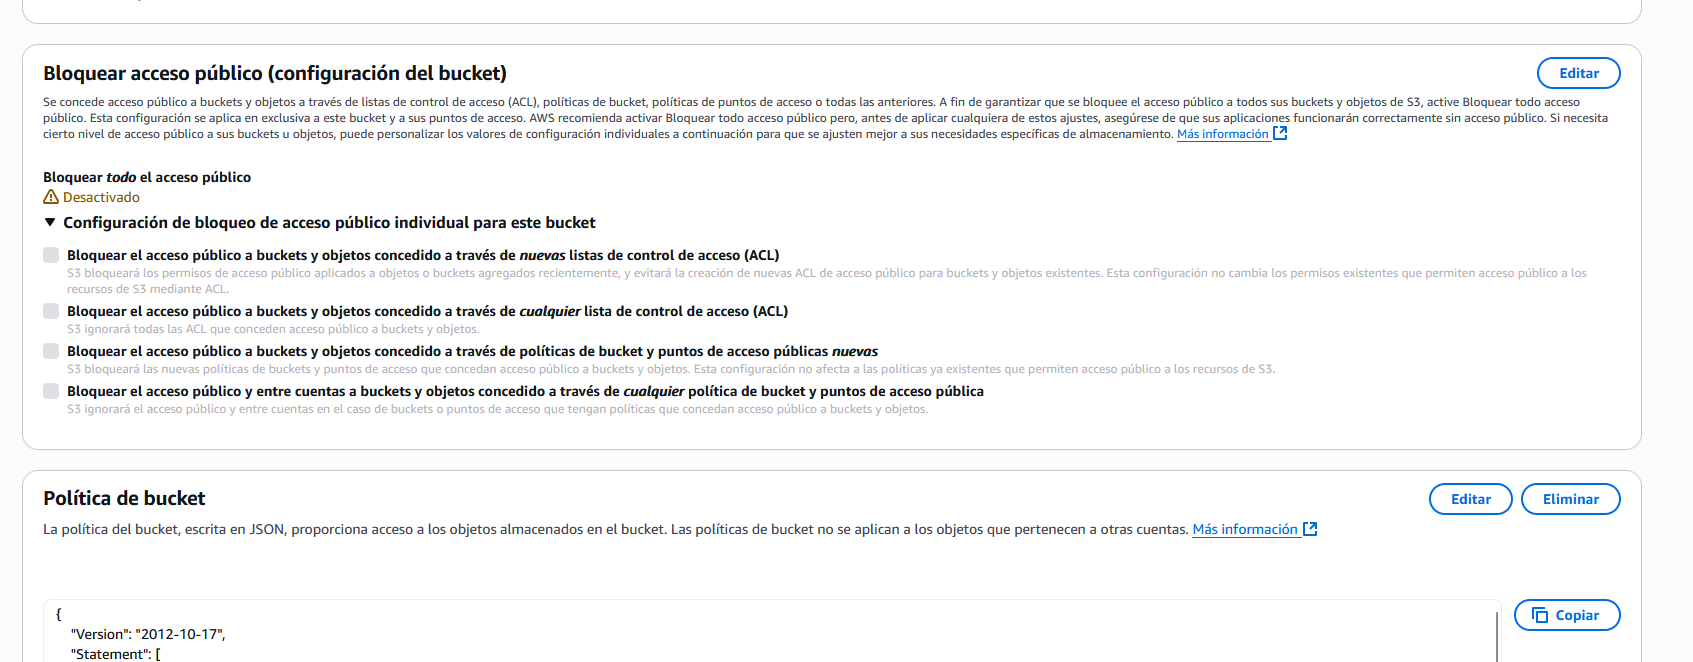 Bloquear acceso público (configuración del bucket)
Editar
Se concede acceso público a buckets y objetos a través de listas de control de acceso (ACL), políticas de bucket, políticas de puntos de acceso o todas las anteriores. A fin de garantizar que se bloquee el acceso público a todos sus buckets y objetos de S3, active Bloquear todo acceso
público. Esta configuración se aplica en exclusiva a este bucket y a sus puntos de acceso. AWS recomienda activar Bloquear todo acceso público pero, antes de aplicar cualquiera de estos ajustes, asegúrese de que sus aplicaciones funcionarán correctamente sin acceso público. Si necesita
cierto nivel de acceso público a sus buckets u objetos, puede personalizar los valores de configuración individuales a continuación para que se ajusten mejor a sus necesidades específicas de almacenamiento. Más información
Bloquear todo el acceso público
Desactivado
Configuración de bloqueo de acceso público individual para este bucket
Bloquear el acceso público a buckets y objetos concedido a través de nuevas listas de control de acceso (ACL)
S3 bloqueará los permisos de acceso público aplicados a objetos o buckets agregados recientemente, y evitará la creación de nuevas ACL de acceso público para buckets y objetos existentes. Esta configuración no cambia los permisos existentes que permiten acceso público a los
recursos de S3 mediante ACL.
Bloquear el acceso público a buckets y objetos concedido a través de cualquier lista de control de acceso (ACL)
S3 ignorará todas las ACL que conceden acceso público a buckets y objetos.
Bloquear el acceso público a buckets y objetos concedido a través de políticas de bucket y puntos de acceso públicas nuevas
S3 bloqueará las nuevas políticas de buckets y puntos de acceso que concedan acceso público a buckets y objetos. Esta configuración no afecta a las políticas ya existentes que permiten acceso público a los recursos de S3.
Bloquear el acceso público y entre cuentas a buckets y objetos concedido a través de cualquier política de bucket y puntos de acceso pública
S3 ignorará el acceso público y entre cuentas en el caso de buckets o puntos de acceso que tengan políticas que concedan acceso público a buckets y objetos.
Política de bucket
Editar
Eliminar
La política del bucket, escrita en JSON, proporciona acceso a los objetos almacenados en el bucket. Las políticas de bucket no se aplican a los objetos que pertenecen a otras cuentas. Más información
{
Copiar
"Version": "2012-10-17",
"Statement": [